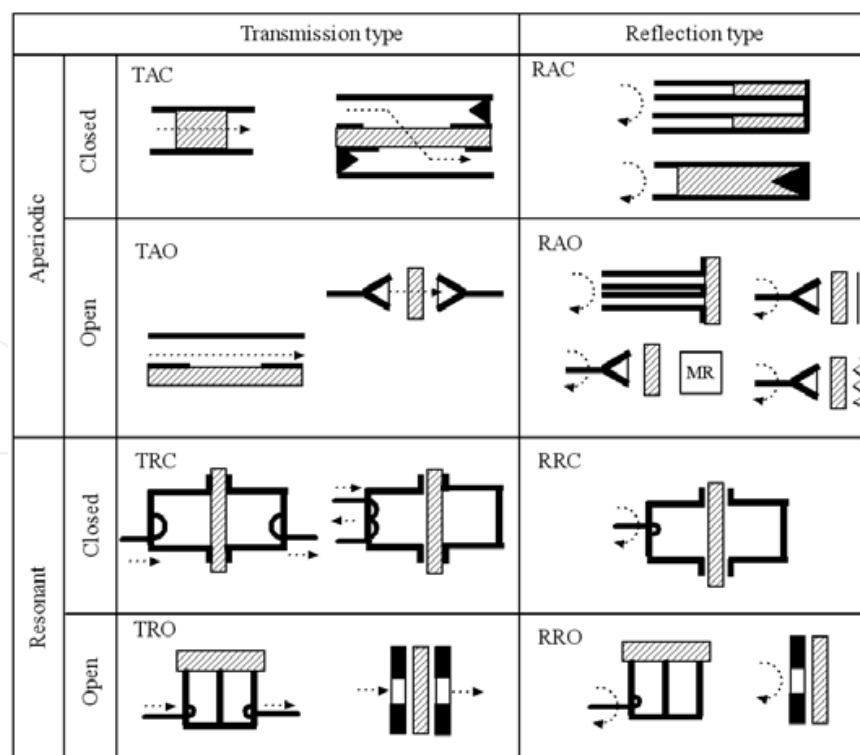 Transmission type
Reflection type
Aperiodic
Closed
TAC
RAC
Open
TAO
RAO
MR
Resonant
Closed
TRC
RRC
Open
TRO
RRO